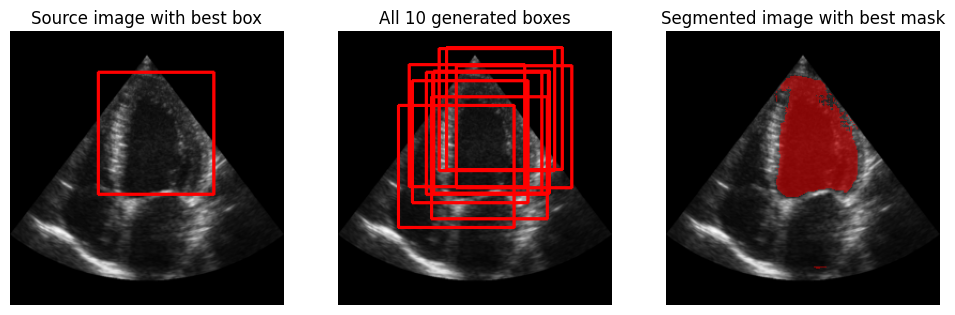 Source image with best box
All 10 generated boxes
Segmented image with best mask